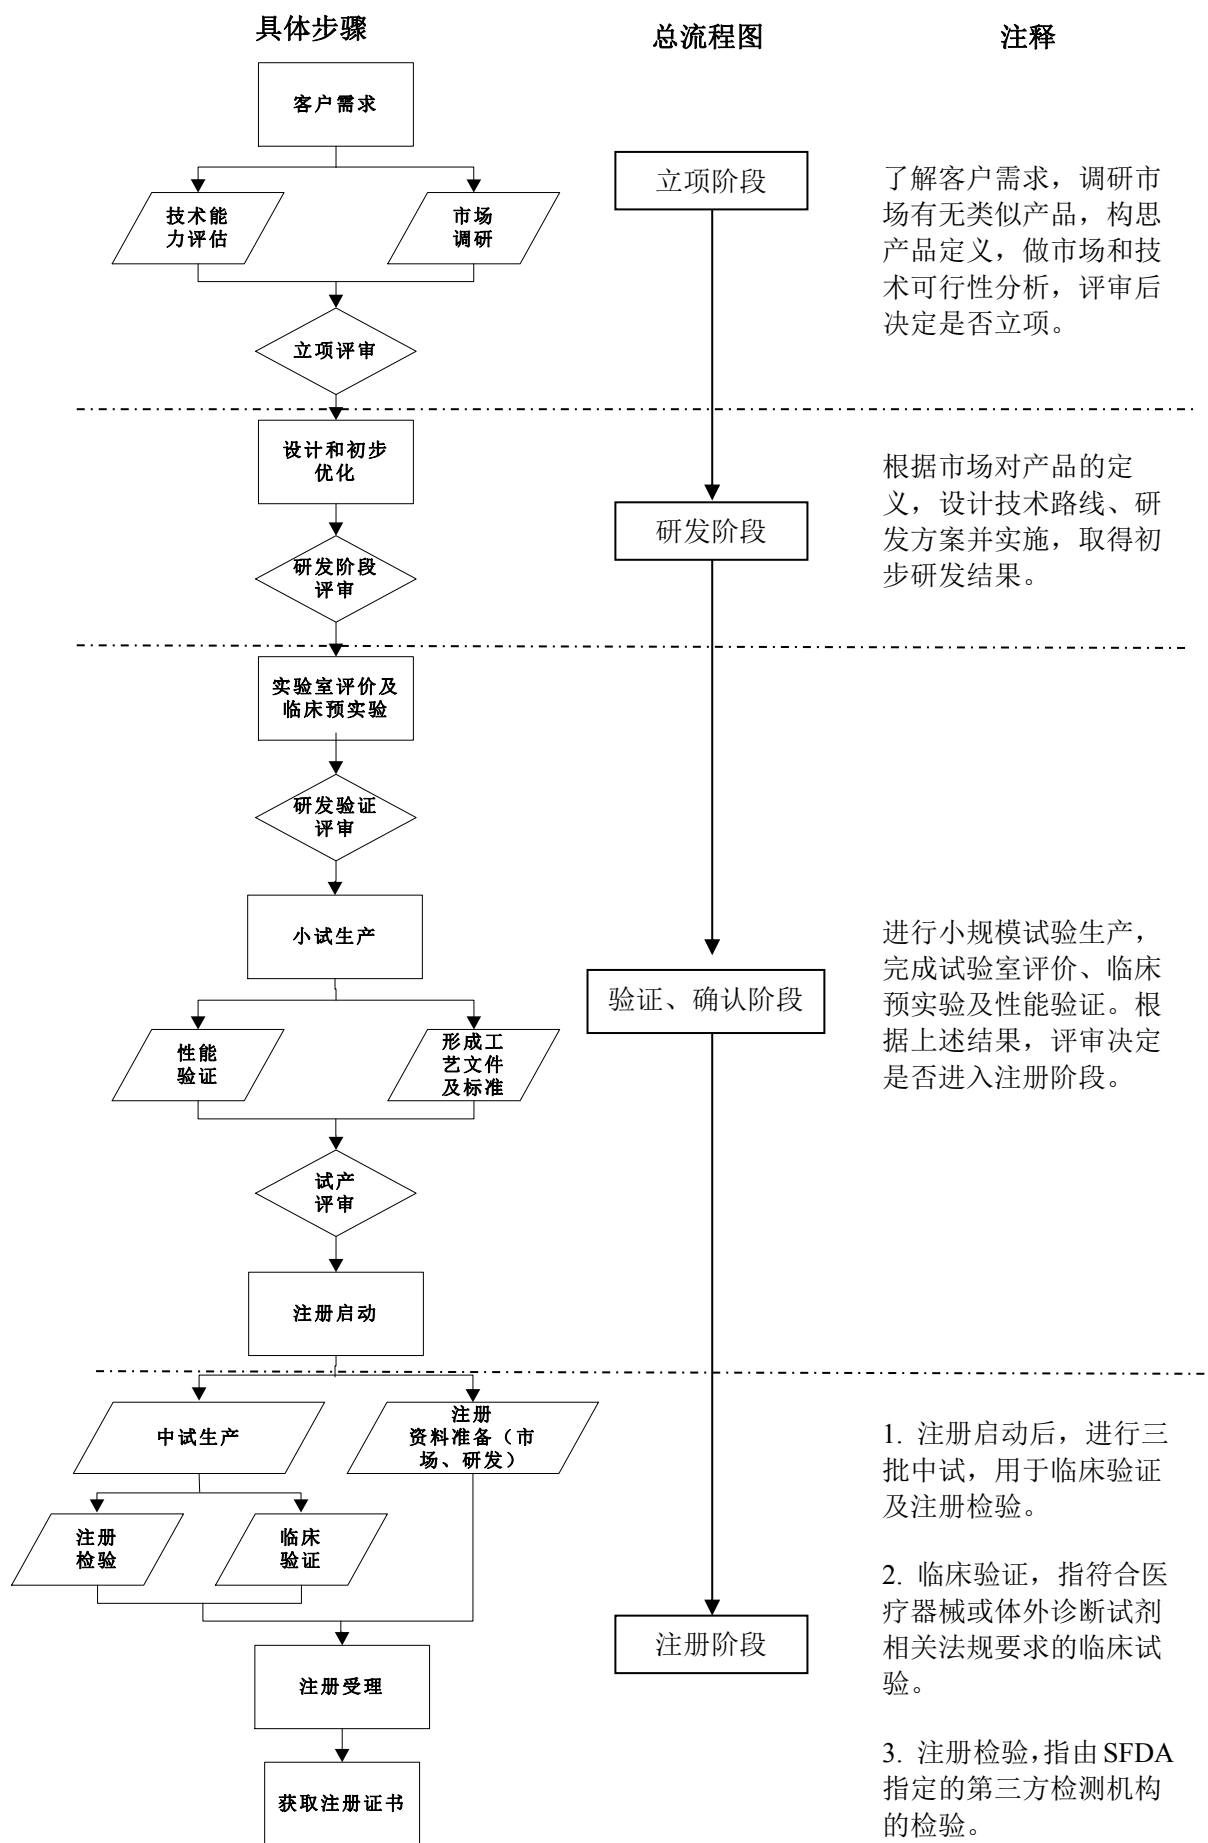 具体步骤
总流程图
注释
客户需求
技术能
力评估
市场
调研
立项评审
立项阶段
了解客户需求，调研市
场有无类似产品，构思
产品定义，做市场和技
术可行性分析，评审后
决定是否立项。
设计和初步
优化
研发阶段
评审
研发阶段
根据市场对产品的定
义，设计技术路线、研
发方案并实施，取得初
步研发结果。
实验室评价及
临床预实验
研发验证
评审
小试生产
性能
验证
形成工
艺文件
及标准
试产
评审
注册启动
验证、确认阶段
进行小规模试验生产，
完成试验室评价、临床
预实验及性能验证。根
据上述结果，评审决定
是否进入注册阶段。
中试生产
注册
资料准备（市
场、研发）
注册
检验
临床
验证
注册受理
获取注册证书
注册阶段
1. 注册启动后，进行三
批中试，用于临床验证
及注册检验。
2. 临床验证，指符合医
疗器械或体外诊断试剂
相关法规要求的临床试
验。
3. 注册检验，指由 SFDA
指定的第三方检测机构
的检验。